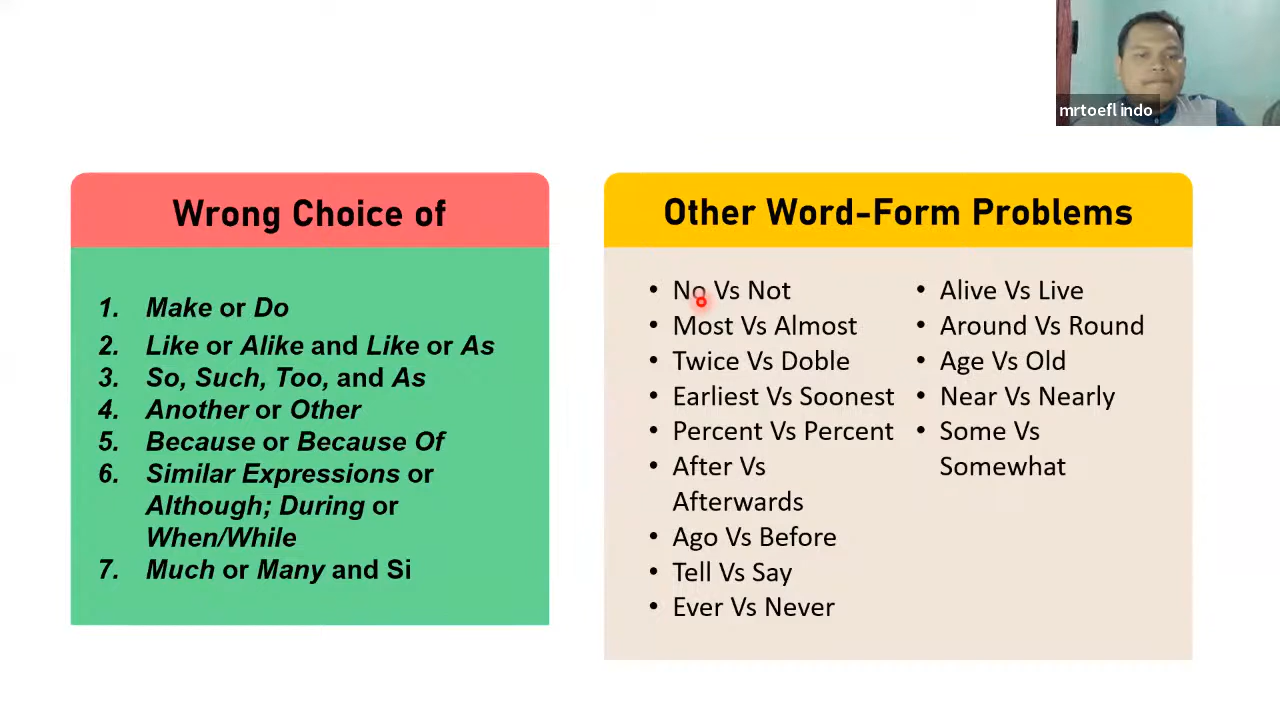 mrtoefl indo
Wrong Choice of
1. Make or Do
2. Like or Alike and Like or As
3. So, Such, Too, and As
4. Another or Other
5. Because or Because Of
6. Similar Expressions or
Although; During or
When/While
7. Much or Many and Si
Other Word-Form Problems
• No Vs Not
• Most Vs Almost
• Twice Vs Doble
• Earliest Vs Soonest
• Percent Vs Percent
• After Vs
Afterwards
• Ago Vs Before
• Tell Vs Say
• Ever Vs Never
• Alive Vs Live
• Around Vs Round
• Age Vs Old
• Near Vs Nearly
• Some Vs
Somewhat